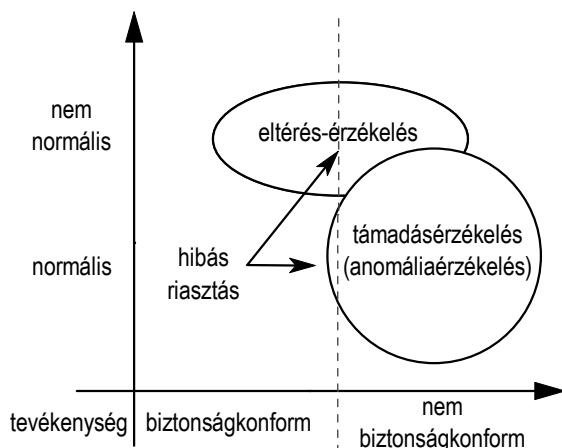 nem
normális
eltérés-érzékelés
normális
hibás
riasztás
támadásérzékelés
(anomáliaérzékelés)
tevékenység
biztonságkonform
nem
biztonságkonform